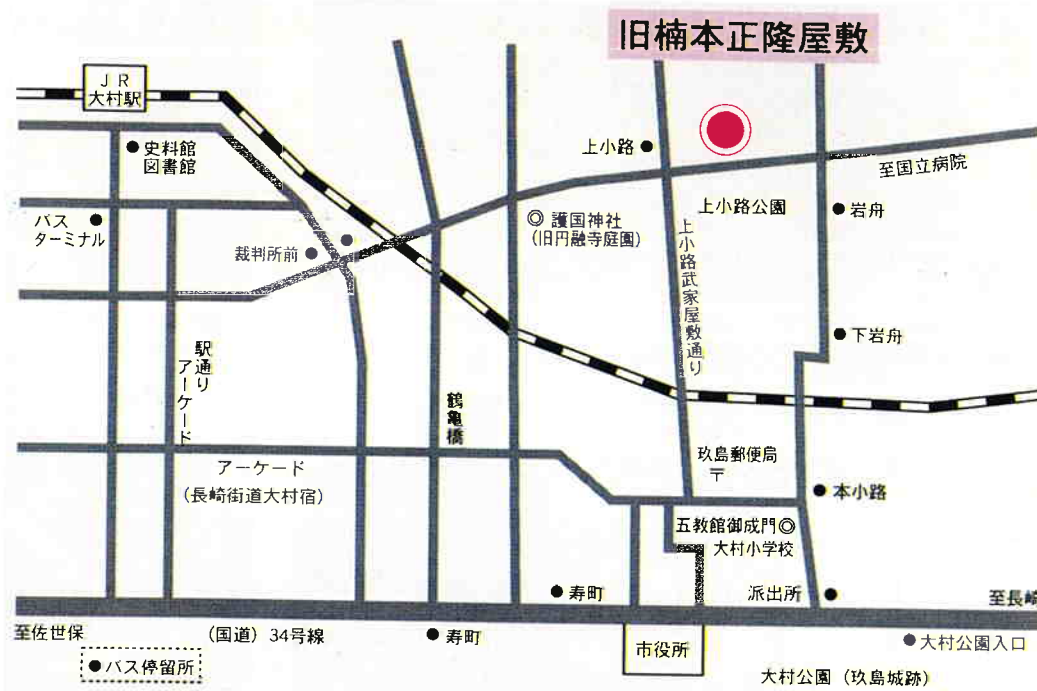 旧楠本正隆屋敷
JR
大村駅
史料館
図書館
上小路
至国立病院
バス
ターミナル
裁判所前
護国神社
(旧円融寺庭園)
上小路公園
岩舟
上小路武家屋敷通り
下岩舟
駅通り
アーケード
鶴亀橋
アーケード
(長崎街道大村宿)
玖島郵便局
〒
本小路
五教館御成門
大村小学校
寿町
派出所
至長崎
至佐世保
(国道)34号線
寿町
市役所
大村公園入口
バス停留所
大村公園(玖島城跡)